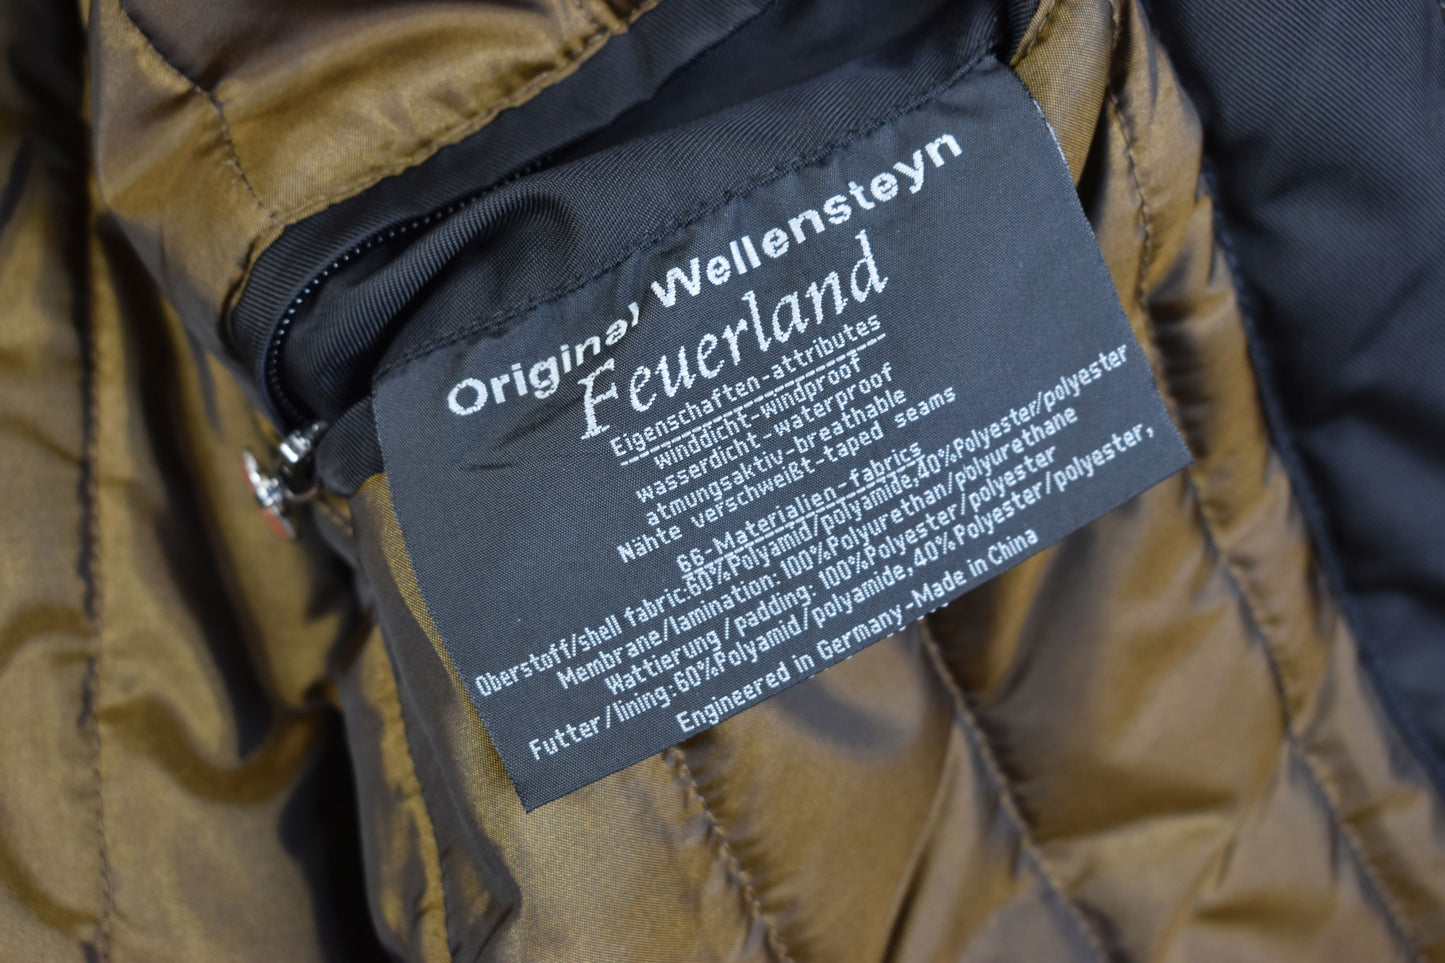 Original Wellensteyn
Feuerland
Eigenschaften-attributes
winddicht-windproof
wasserdicht-waterproof
atmungsaktiv-breathable
Nähte verschweißt-taped seams
66-Materialien-fabrics
Oberstoff/shell fabric:60%Polyamid/polyamide,40%Polyester/polyester
Membrane/lamination: 100%Polyurethan/polyurethane
Wattierung/padding: 100%Polyester/polyester
Futter/lining:60%Polyamid/polyamide, 40%Polyester/polyester,
Engineered in Germany-Made in China